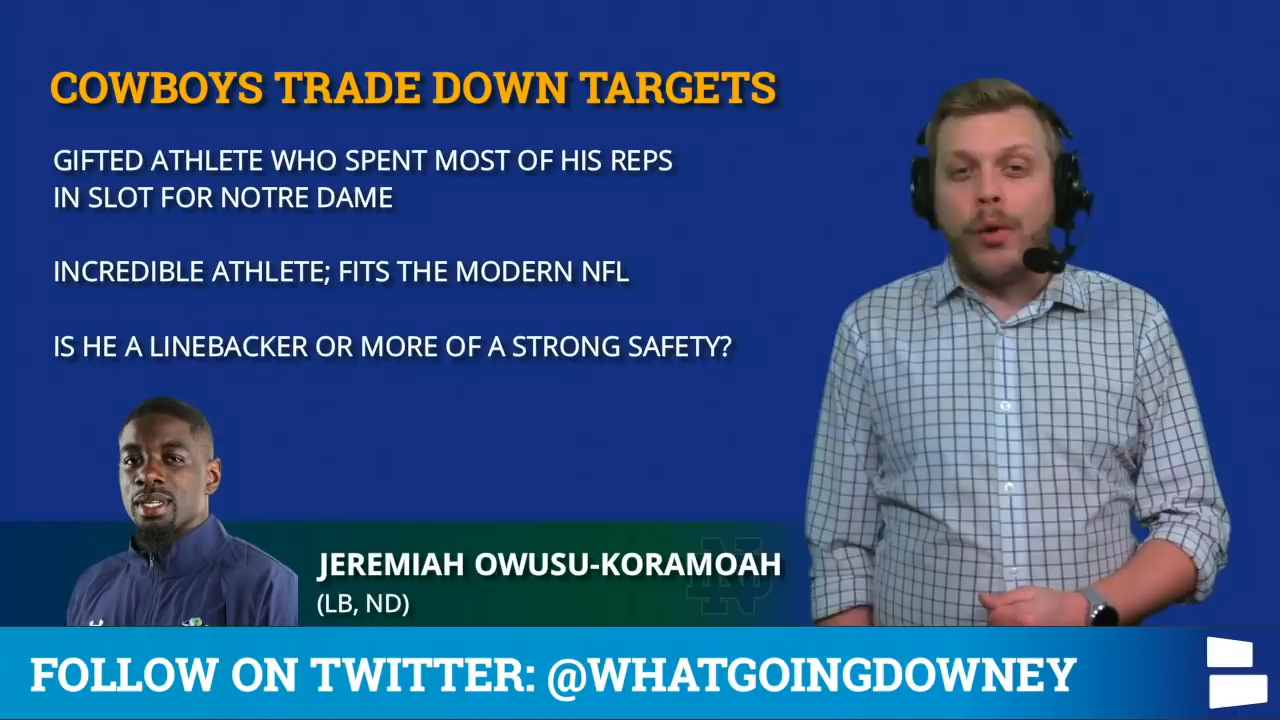 COWBOYS TRADE DOWN TARGETS
GIFTED ATHLETE WHO SPENT MOST OF HIS REPS
IN SLOT FOR NOTRE DAME
INCREDIBLE ATHLETE; FITS THE MODERN NFL
IS HE A LINEBACKER OR MORE OF A STRONG SAFETY?
JEREMIAH OWUSU-KORAMOAH
(LB, ND)
ND
FOLLOW ON TWITTER: @WHATGOINGDOWNEY